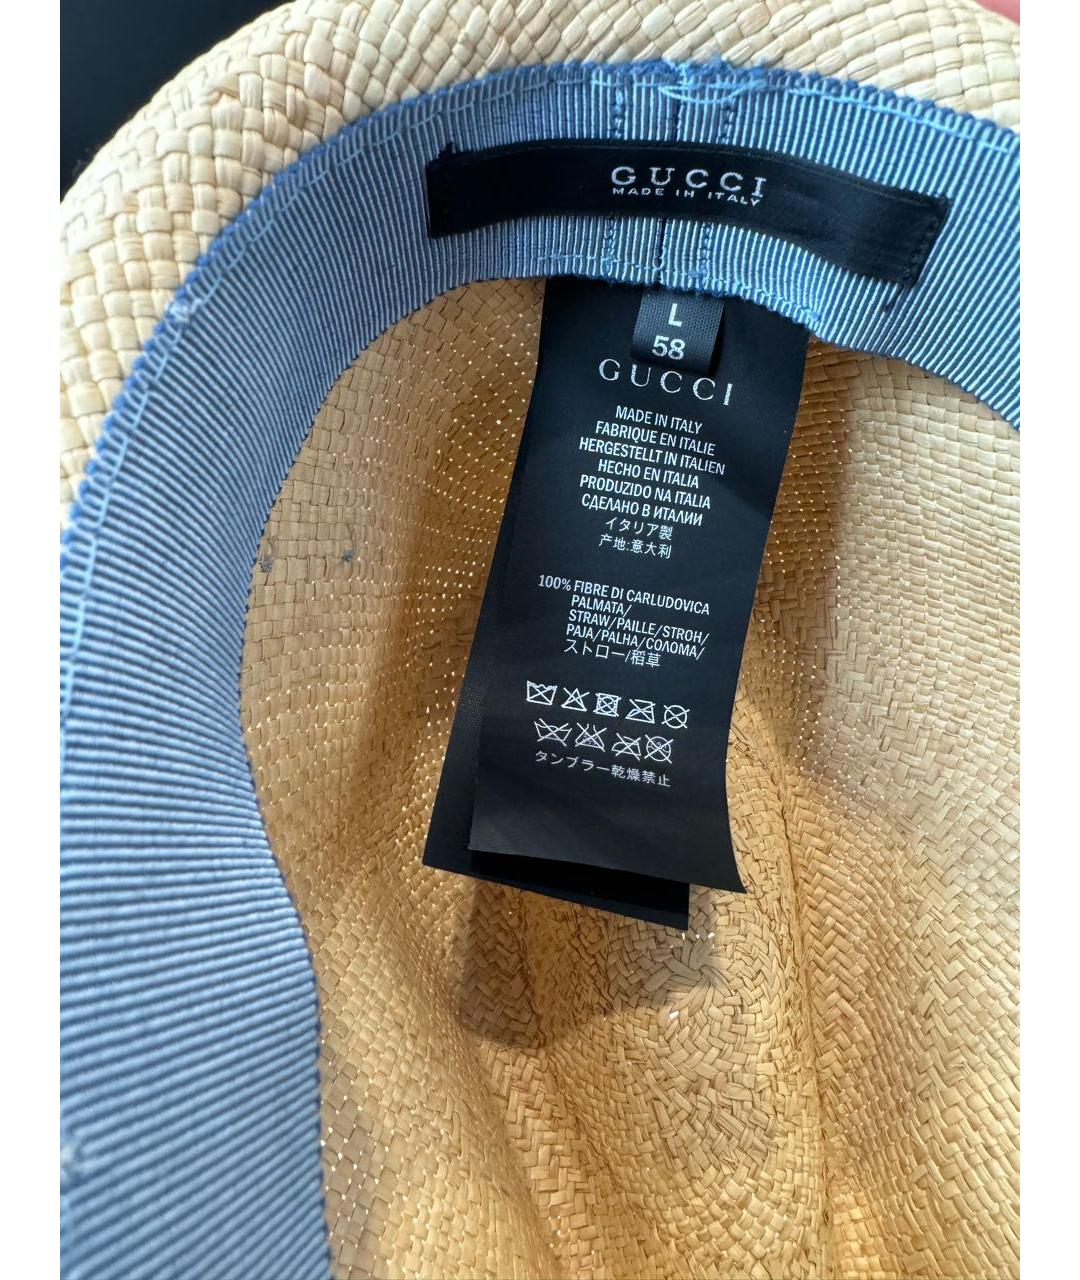 GUCCI
MADE IN ITALY
L
58
GUCCI
MADE IN ITALY
FABRIQUE EN ITALIE
HERGESTELLT IN ITALIEN
HECHO EN ITALIA
PRODUZIDO NA ITALIA
СДЕЛАНО В ИТАЛИИ
イタリア製
产地:意大利
100% FIBRE DI CARLUDOVICA
PALMATA/
STRAW/PAILLE/STROH/
PAJA/PALHA/СОЛОМА/
ストロー/稻草
タンブラー乾燥禁止